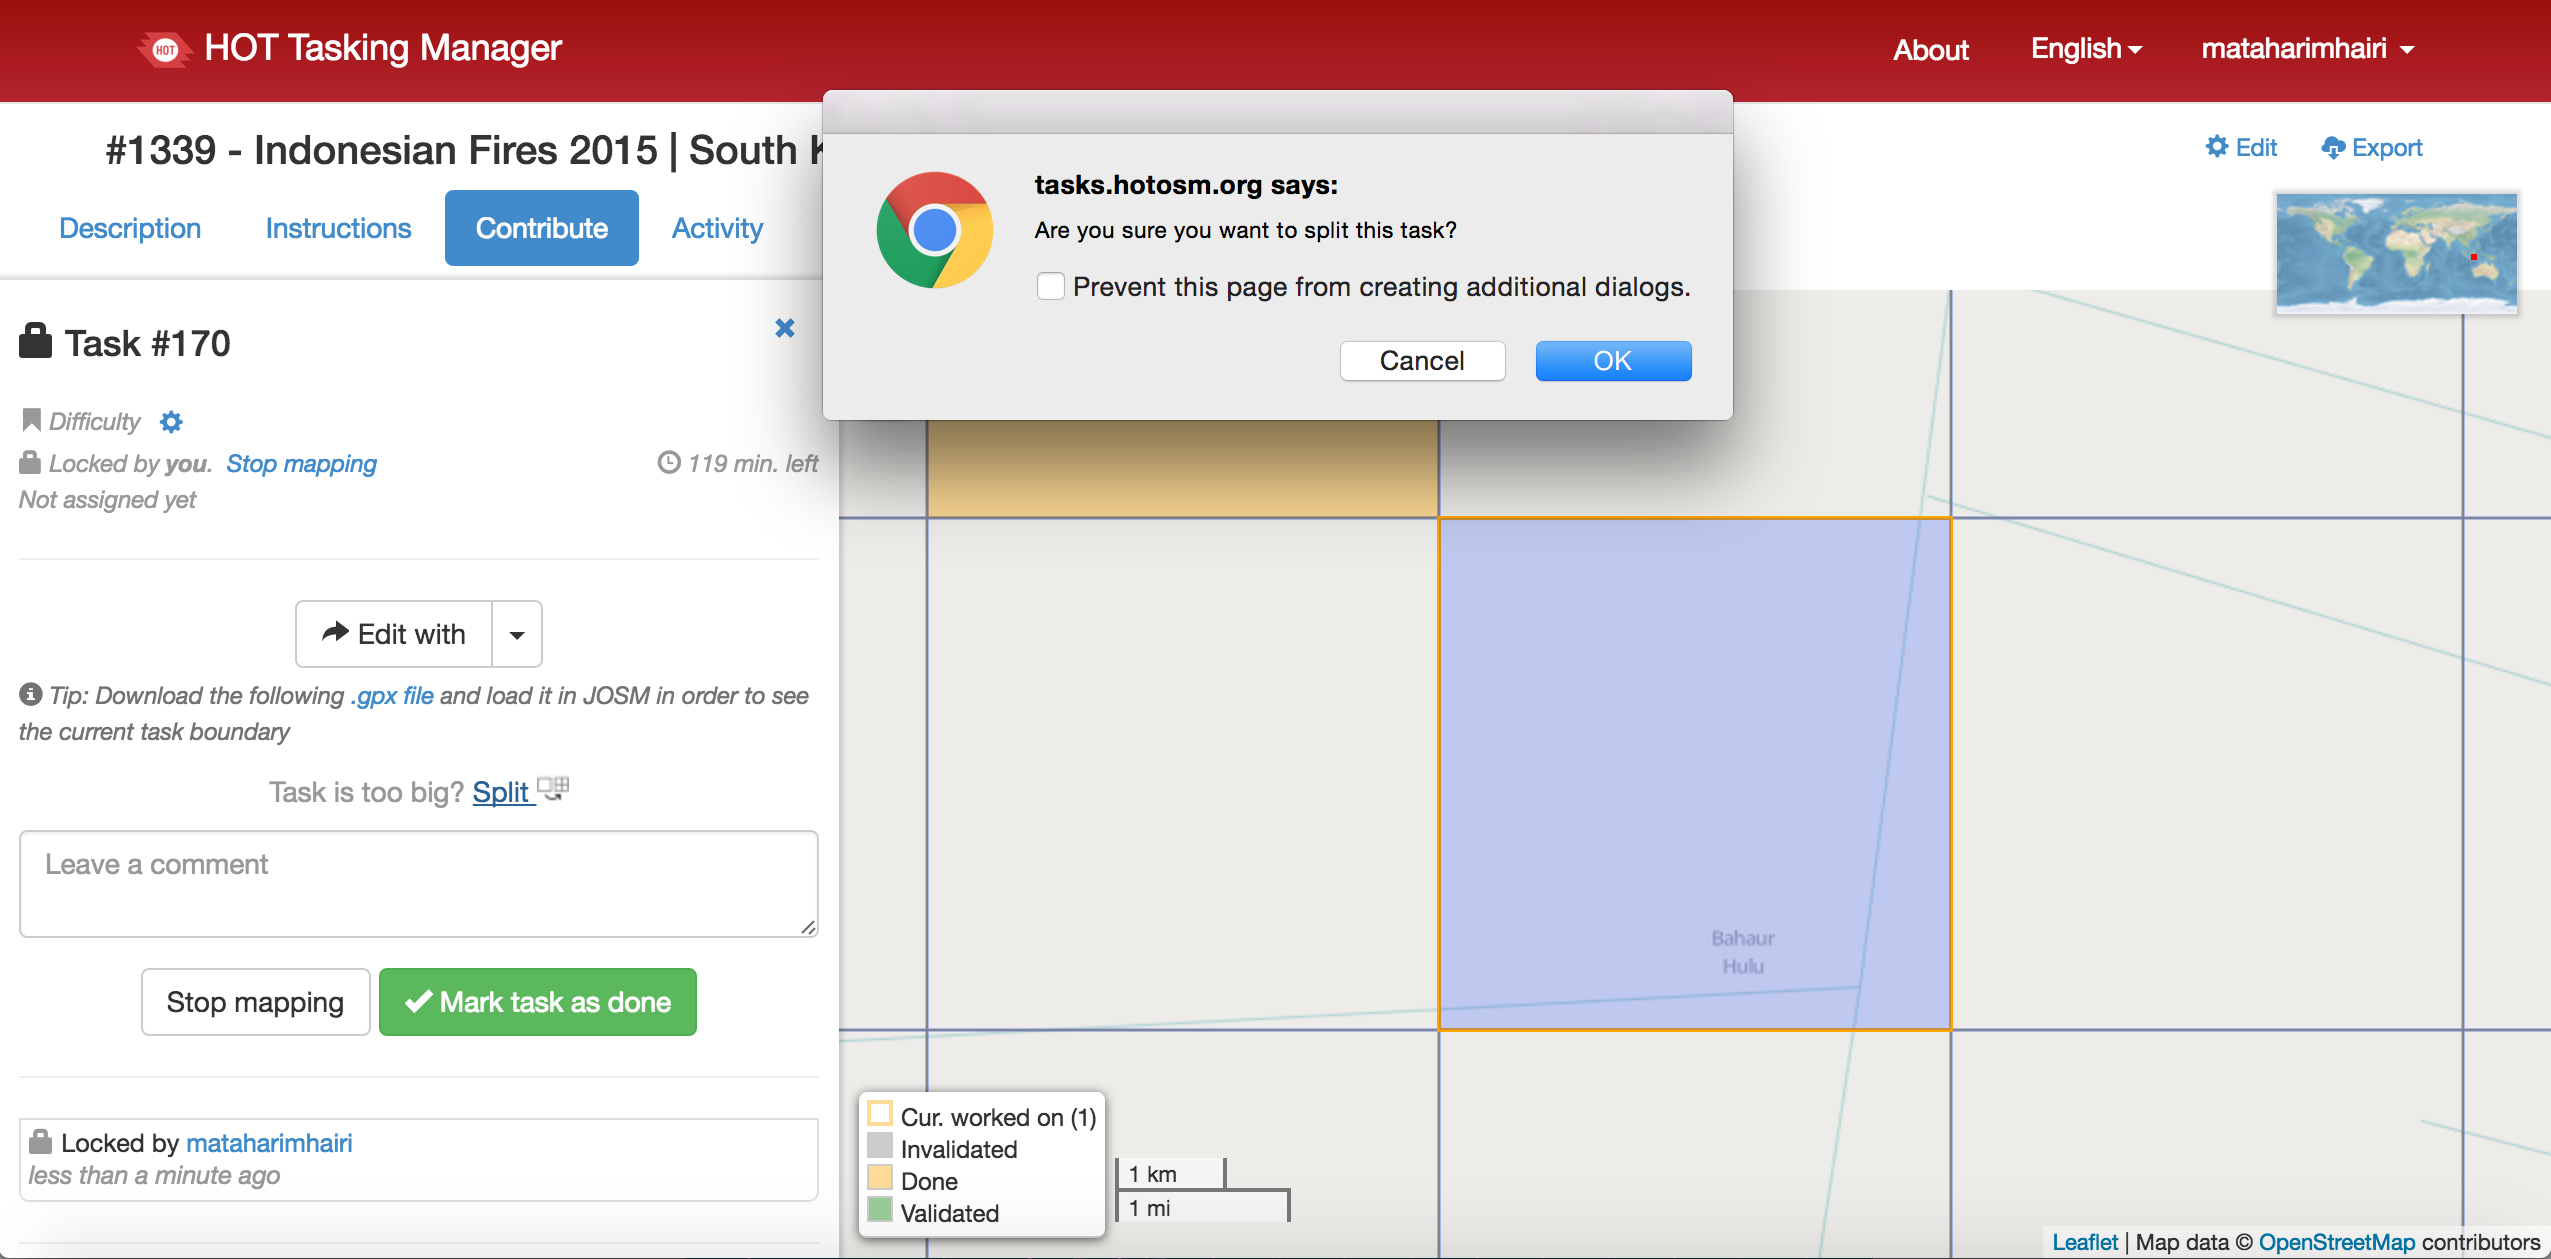 HOT HOT Tasking Manager
About English mataharimhairi
#1339 - Indonesian Fires 2015 | South
Edit Export
Description Instructions Contribute Activity
tasks.hotosm.org says:
Are you sure you want to split this task?
Prevent this page from creating additional dialogs.
Cancel OK
Task #170
Difficulty
Locked by you. Stop mapping 119 min. left
Not assigned yet
Edit with
Tip: Download the following .gpx file and load it in JOSM in order to see
the current task boundary
Task is too big? Split
Leave a comment
Stop mapping Mark task as done
Locked by mataharimhairi
less than a minute ago
Bahaur
Hulu
Cur. worked on (1)
Invalidated
Done
Validated
1 km
1 mi
Leaflet | Map data © OpenStreetMap contributors